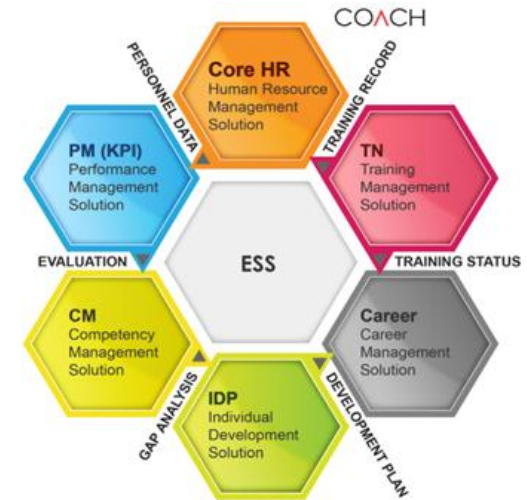 COACH
PERSONNEL DATA
Core HR
Human Resource
Management
Solution
TRAINING RECORD
PM (KPI)
Performance
Management
Solution
TN
Training
Management
Solution
EVALUATION
ESS
TRAINING STATUS
CM
Competency
Management
Solution
Career
Career
Management
Solution
GAP ANALYSIS
IDP
Individual
Development
Solution
DEVELOPMENT PLAN